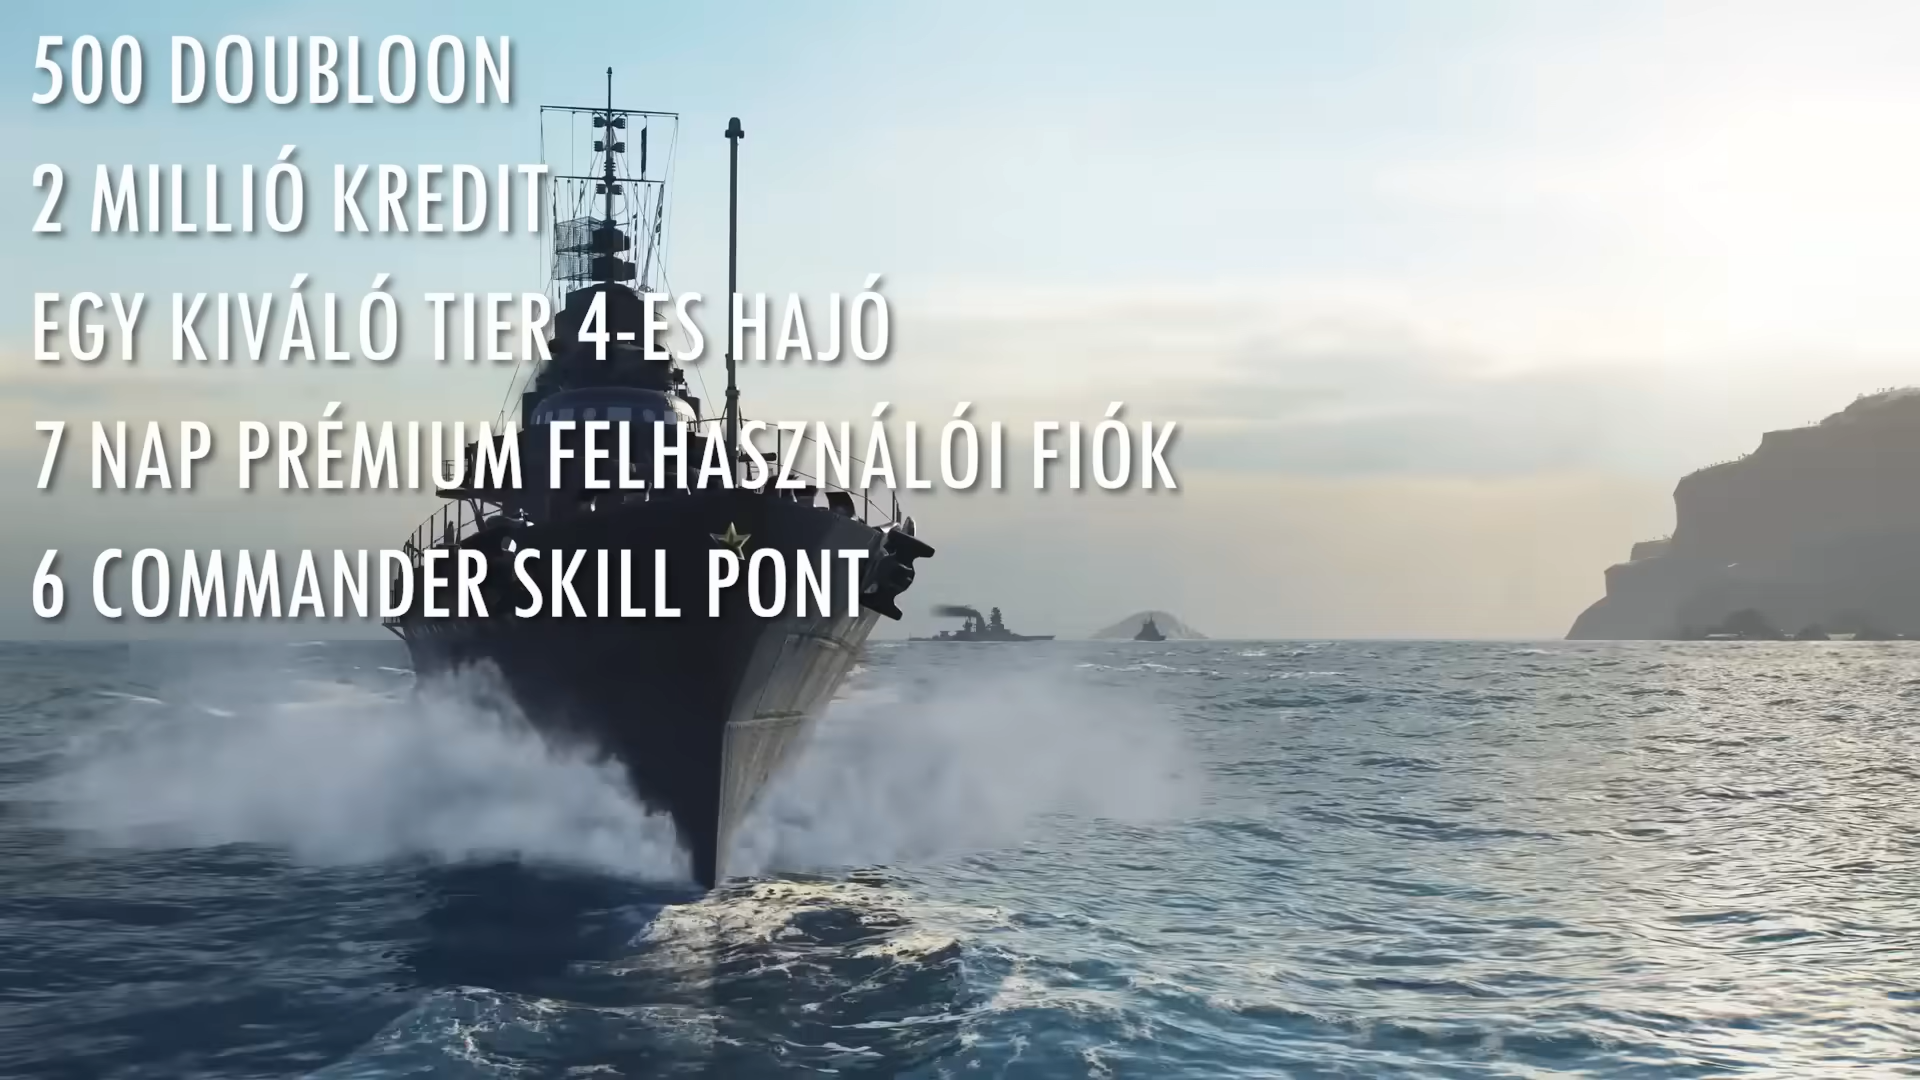 500 DOUBLOON
2 MILLIÓ KREDIT
EGY KIVÁLÓ TIER 4-ES HAJÓ
7 NAP PRÉMIUM FELHASZNÁLÓI FIÓK
6 COMMANDER SKILL PONT